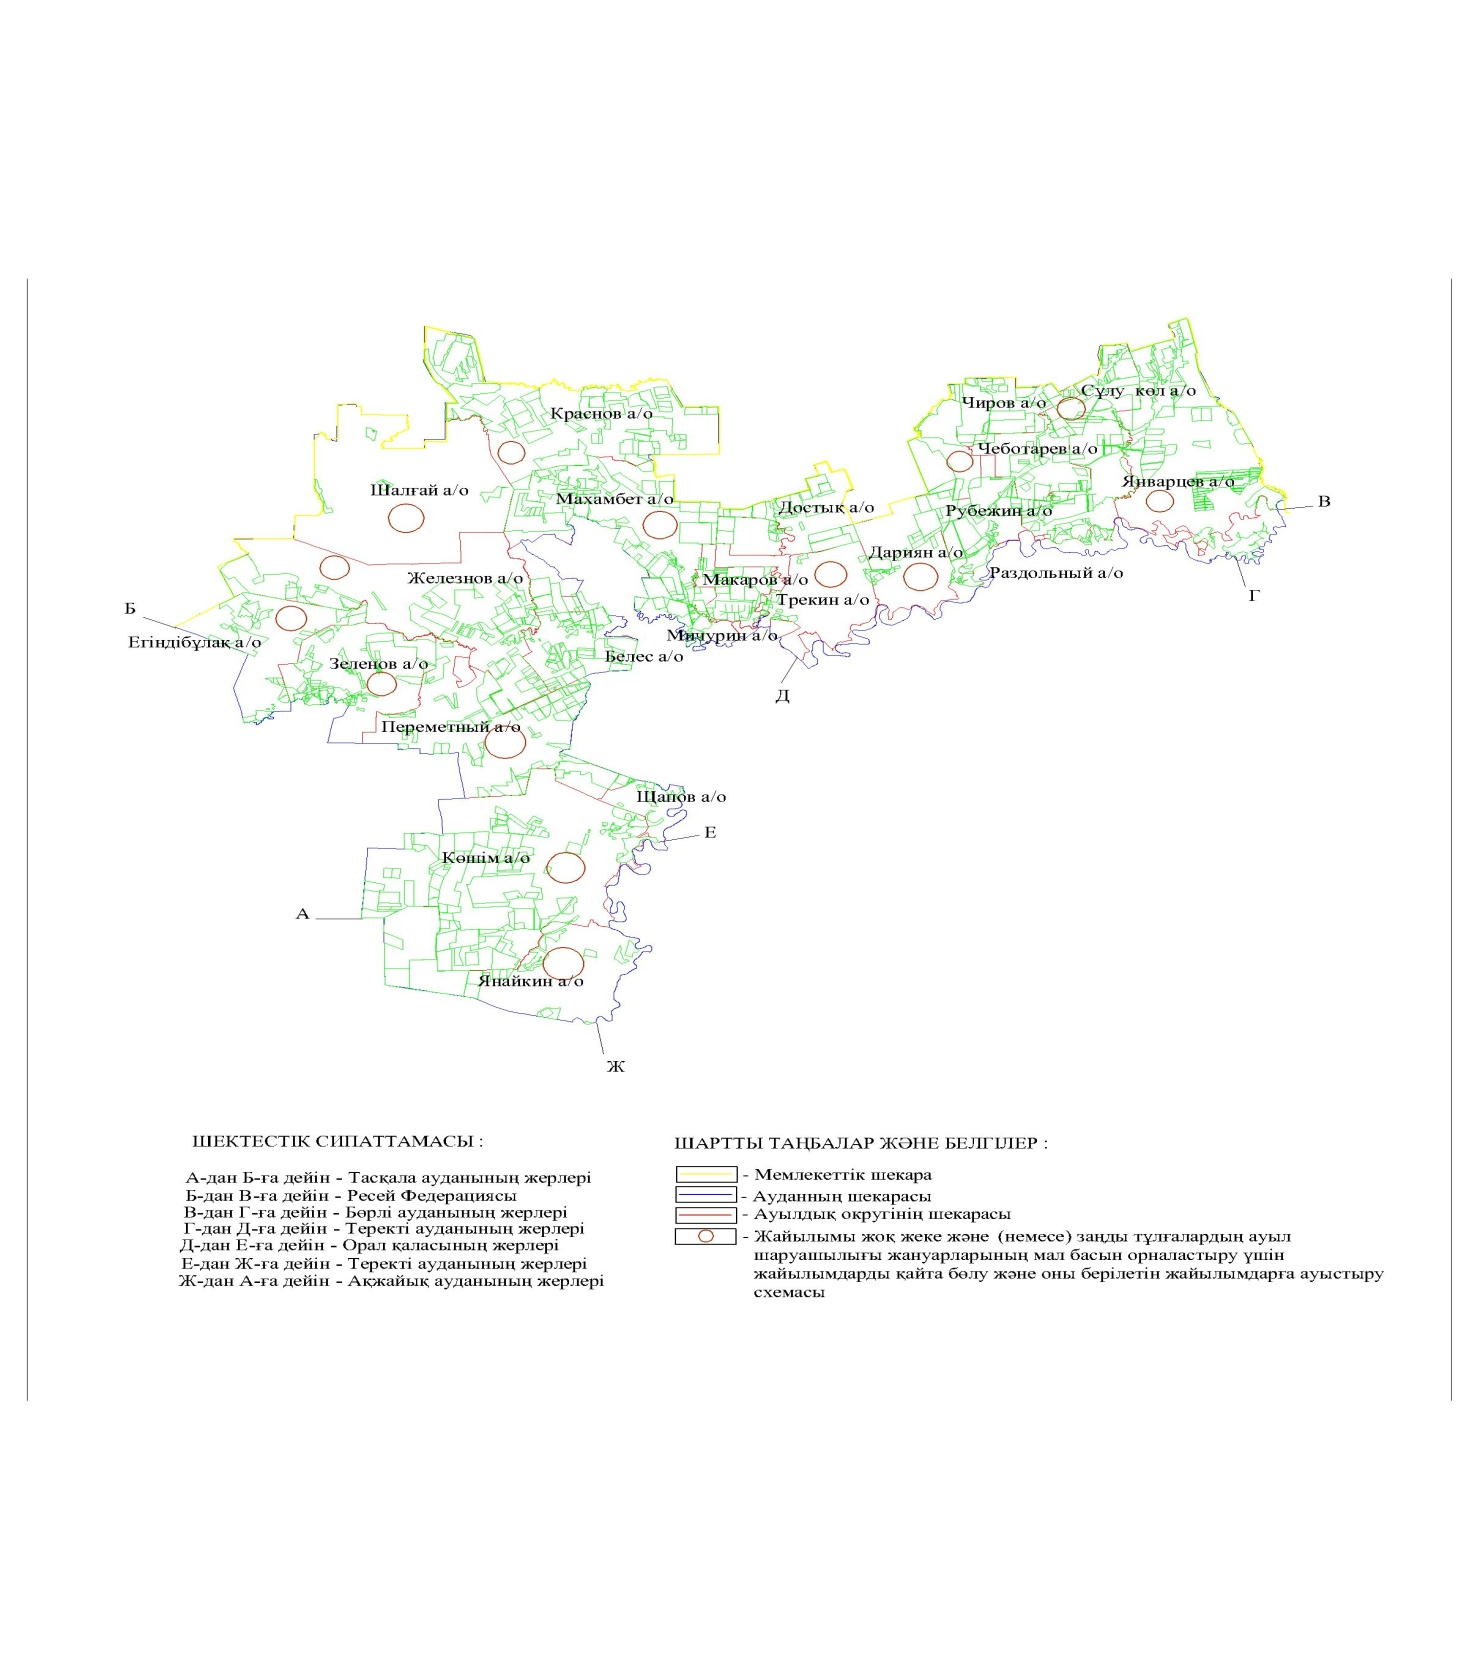 Сұлу көл а/о
Чиров а/о
Краснов а/о
Чеботарев а/о
Январцев а/о
Шалғай а/о
Махамбет а/о
В
Достық а/о
Рубежин а/о
Дариян а/о
Раздольный а/о
Железнов а/о
Макаров а/о
Г
Трекин а/о
Б
Мичурин а/о
Егіндібұлақ а/о
Белес а/о
Зеленов а/о
Д
Переметный а/о
Щапов а/о
Е
Көшім а/о
А
Янайкин а/о
Ж
ШЕКТЕСТІК СИПАТТАМАСЫ :
А-дан Б-ға дейін - Тасқала ауданының жерлері
Б-дан В-ға дейін - Ресей Федерациясы
В-дан Г-ға дейін - Бөрлі ауданының жерлері
Г-дан Д-ға дейін - Теректі ауданының жерлері
Д-дан Е-ға дейін - Орал қаласының жерлері
Е-дан Ж-ға дейін - Теректі ауданының жерлері
Ж-дан А-ға дейін - Ақжайық ауданының жерлері
ШАРТТЫ ТАҢБАЛАР ЖӘНЕ БЕЛГІЛЕР :
- Мемлекеттік шекара
- Ауданның шекарасы
- Ауылдық округінің шекарасы
- Жайылымы жоқ жеке және (немесе) заңды тұлғалардың ауыл
шаруашылығы жануарларының мал басын орналастыру үшін
жайылымдарды қайта бөлу және оны берілетін жайылымдарға ауыстыру
схемасы